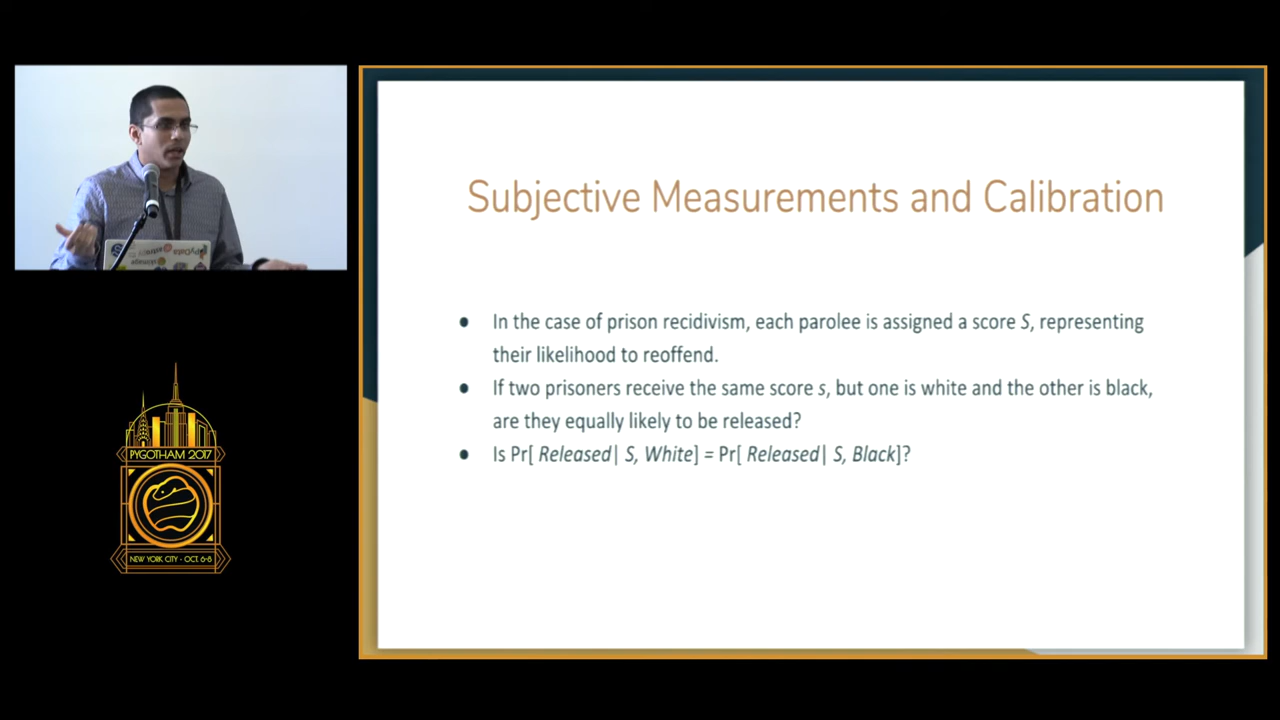 Subjective Measurements and Calibration
● In the case of prison recidivism, each parolee is assigned a score S, representing
their likelihood to reoffend.
● If two prisoners receive the same score s, but one is white and the other is black,
are they equally likely to be released?
● Is Pr[ Released| S, White] = Pr[ Released| S, Black]?
PYGOTHAM 2017
NEW YORK CITY - OCT. 6-8